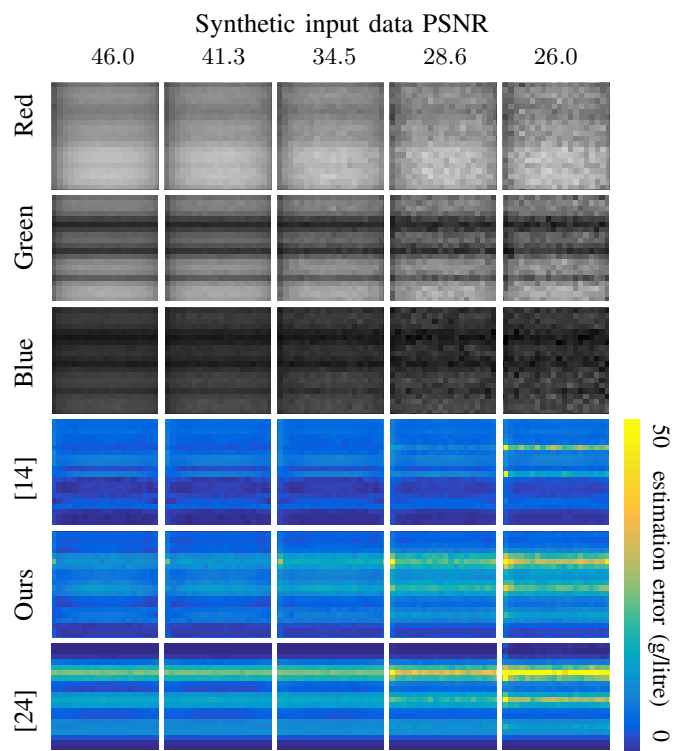 Synthetic input data PSNR
46.0 41.3 34.5 28.6 26.0
Red
Green
Blue
[14]
Ours
[24]
50 estimation error (g/litre) 0